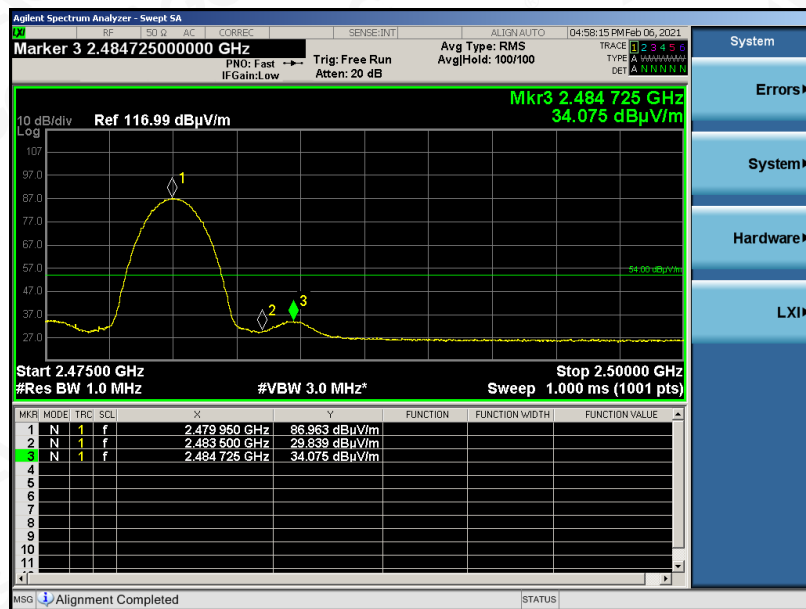 Agilent Spectrum Analyzer - Swept SA
LXI RF 50 Ω AC CORREC SENSE:INT ALIGN AUTO 04:58:15 PM Feb 06, 2021
Marker 3 2.484725000000 GHz
PNO: Fast
IFGain:Low
Trig: Free Run
Atten: 20 dB
Avg Type: RMS
Avg|Hold: 100/100
TRACE 1 2 3 4 5 6
TYPE A
DET A N N N N N
System
Errors
System
Hardware
LXI
Mkr3 2.484 725 GHz
34.075 dBµV/m
10 dB/div Ref 116.99 dBµV/m
Log
107
97.0
87.0
77.0
67.0
57.0
47.0
37.0
27.0
1
2
3
54.00 dBµV/m
Start 2.47500 GHz Stop 2.50000 GHz
#Res BW 1.0 MHz #VBW 3.0 MHz* Sweep 1.000 ms (1001 pts)
MKR MODE TRC SCL X Y FUNCTION FUNCTION WIDTH FUNCTION VALUE
1 N 1 f 2.479 950 GHz 86.963 dBµV/m
2 N 1 f 2.483 500 GHz 29.839 dBµV/m
3 N 1 f 2.484 725 GHz 34.075 dBµV/m
4
5
6
7
8
9
10
11
MSG Alignment Completed STATUS